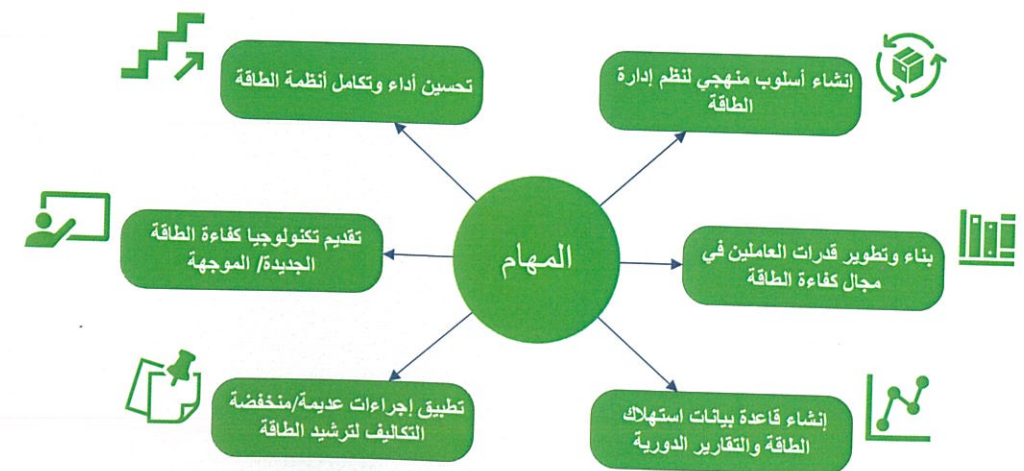 إنشاء أسلوب منهجي لنظم إدارة
الطاقة
تحسين أداء وتكامل أنظمة الطاقة
المهام
بناء وتطوير قدرات العاملين في
مجال كفاءة الطاقة
تقديم تكنولوجيا كفاءة الطاقة
الجديدة/ الموجهة
إنشاء قاعدة بيانات استهلاك
الطاقة والتقارير الدورية
تطبيق إجراءات عديمة/منخفضة
التكاليف لترشيد الطاقة